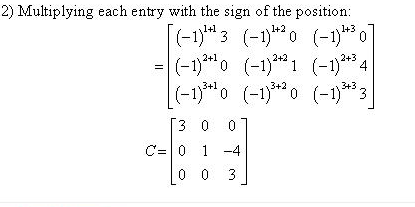 2) Multiplying each entry with the sign of the position:
(−1)¹⁺¹ 3 (−1)¹⁺² 0 (−1)¹⁺³ 0
= (−1)²⁺¹ 0 (−1)²⁺² 1 (−1)²⁺³ 4
(−1)³⁺¹ 0 (−1)³⁺² 0 (−1)³⁺³ 3
3 0 0
C= 0 1 −4
0 0 3